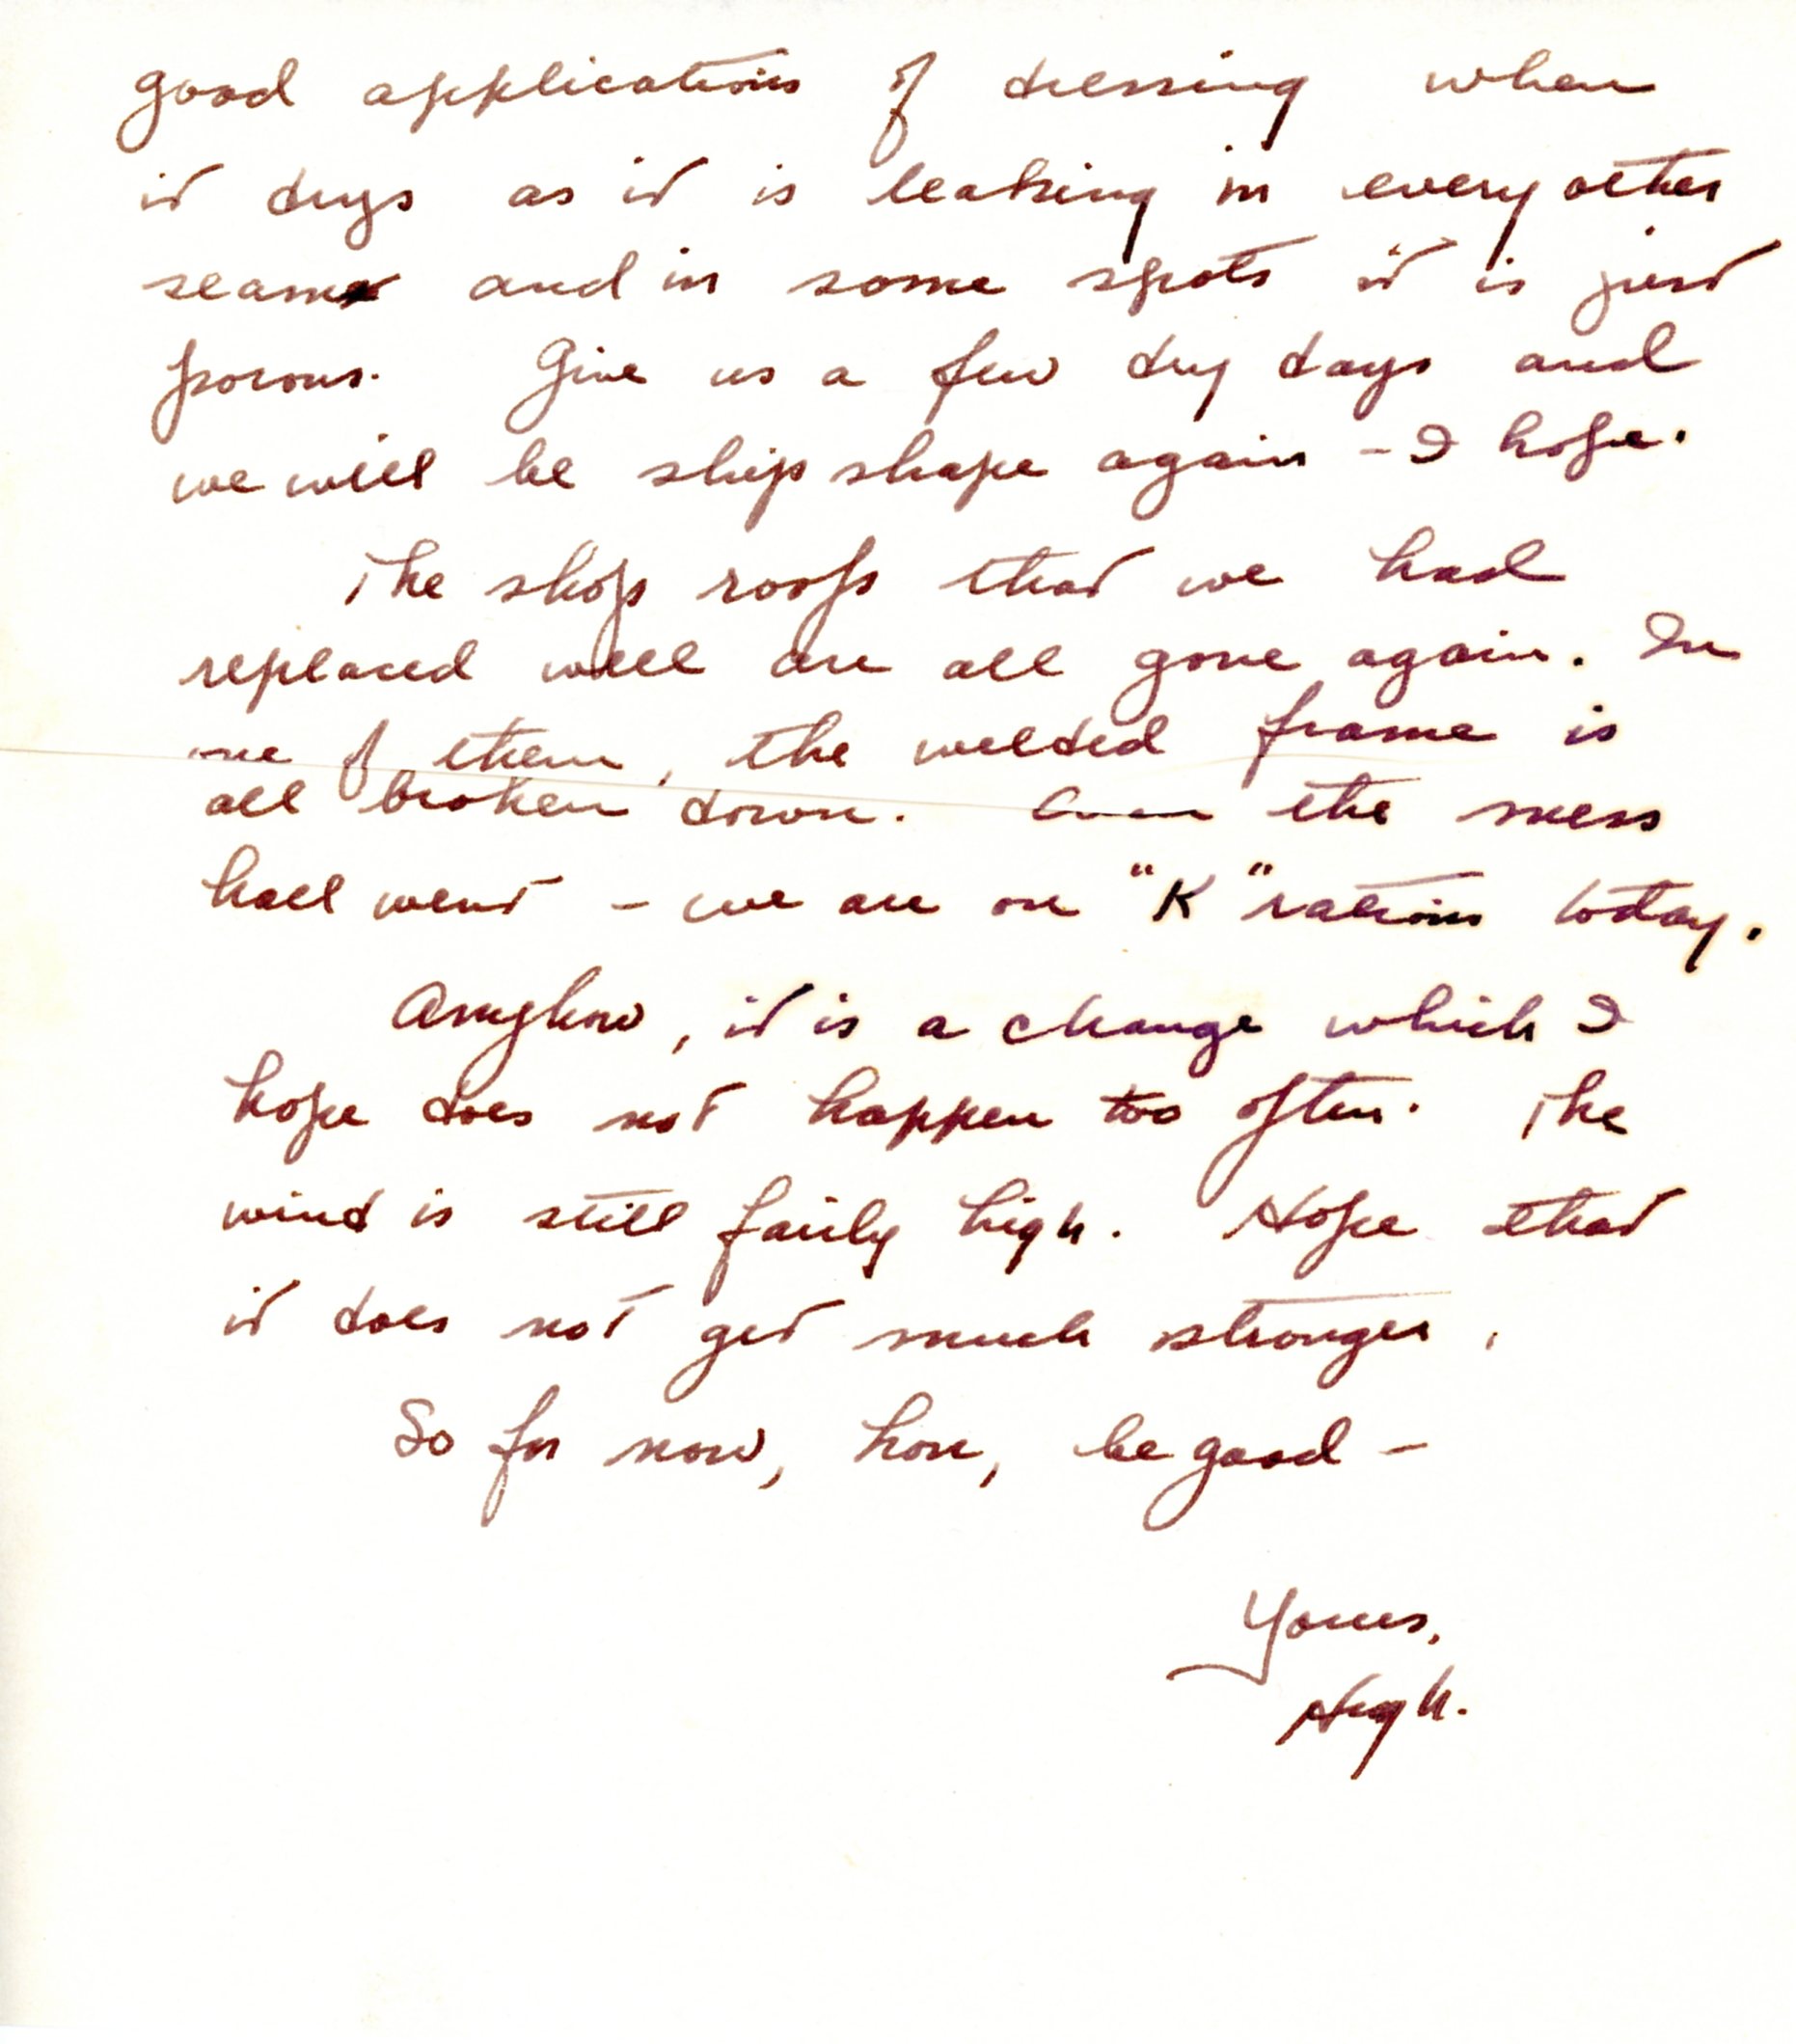 good applications of dressing when
it drys as it is leaking in every other
seam and in some spots it is just
porous. Give us a few dry days and
we will be ship shape again - I hope.
The shop roofs that we had
replaced well are all gone again. In
one of them, the welded frame is
all broken down. Even the mess
hall went - we are on "K" rations today.
Anyhow, it is a change which I
hope does not happen too often. The
wind is still fairly high. Hope that
it does not get much stronger.
So for now, hon, be good -
Yours,
Hugh.